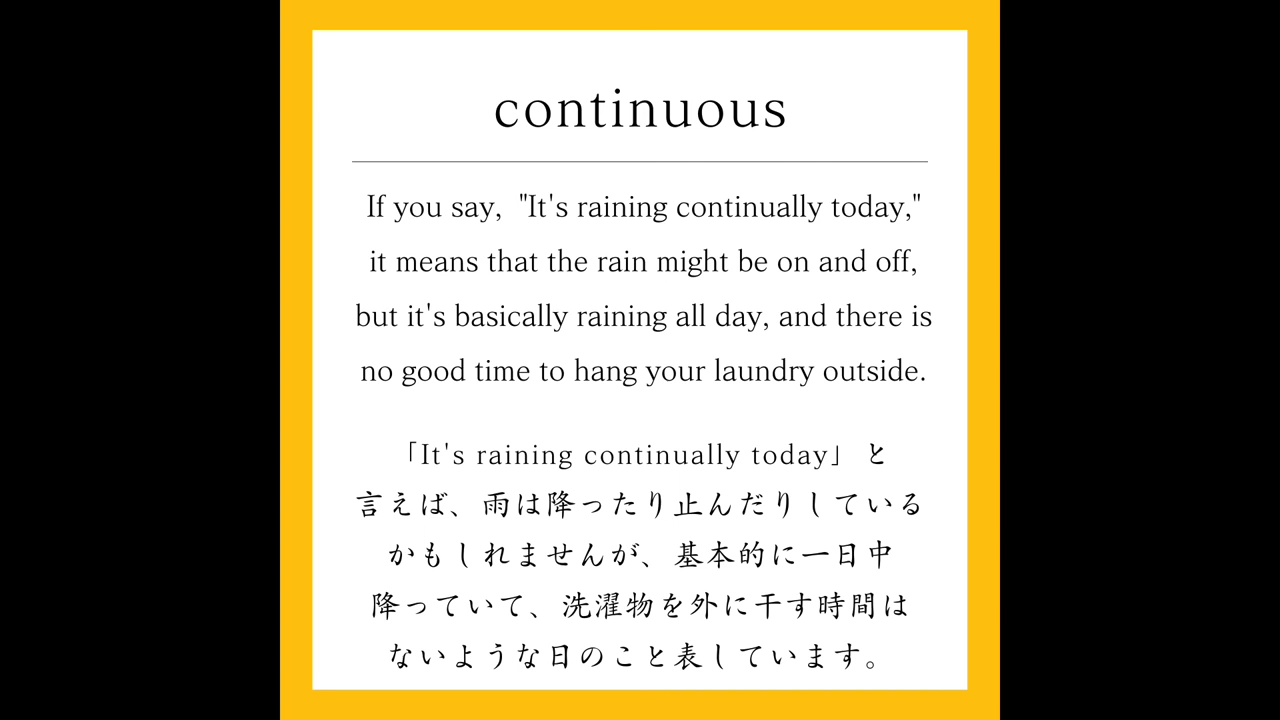 continuous
If you say,  "It's raining continually today,"
it means that the rain might be on and off,
but it's basically raining all day, and there is
no good time to hang your laundry outside.
「It's raining continually today」 と
言えば、雨は降ったり止んだりしている
かもしれませんが、基本的に一日中
降っていて、洗濯物を外に干す時間は
ないような日のこと表しています。